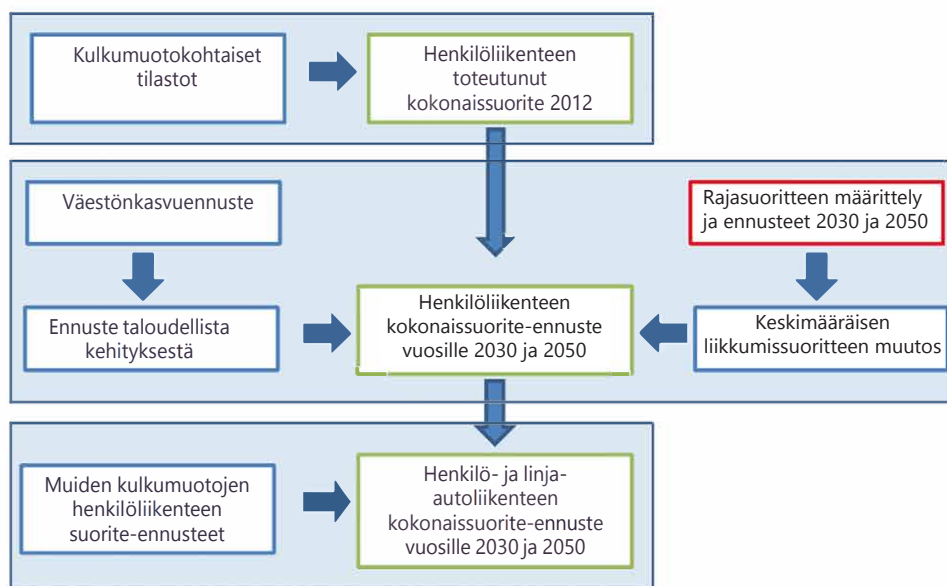 Kulkumuotokohtaiset
tilastot
Henkilöliikenteen
toteutunut
kokonaissuorite 2012
Väestönkasvuennuste
Rajasuoritteen määrittely
ja ennusteet 2030 ja 2050
Ennuste taloudellista
kehityksestä
Henkilöliikenteen
kokonaissuorite-ennuste
vuosille 2030 ja 2050
Keskimääräisen
liikkumissuoritteen muutos
Muiden kulkumuotojen
henkilöliikenteen
suorite-ennusteet
Henkilö- ja linja-
autoliikenteen
kokonaissuorite-ennuste
vuosille 2030 ja 2050